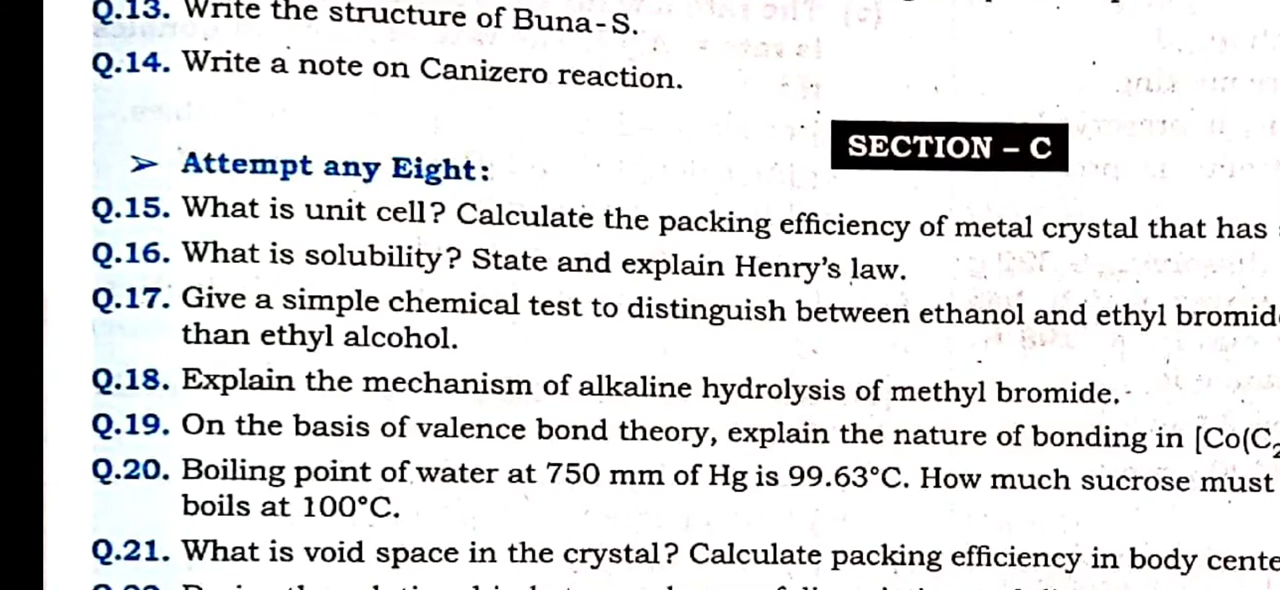 Q.13. Write the structure of Buna-S.
Q.14. Write a note on Canizero reaction.
SECTION – C
➢ Attempt any Eight:
Q.15. What is unit cell? Calculate the packing efficiency of metal crystal that has
Q.16. What is solubility? State and explain Henry's law.
Q.17. Give a simple chemical test to distinguish between ethanol and ethyl bromid
than ethyl alcohol.
Q.18. Explain the mechanism of alkaline hydrolysis of methyl bromide.
Q.19. On the basis of valence bond theory, explain the nature of bonding in [Co(C₂
Q.20. Boiling point of water at 750 mm of Hg is 99.63°C. How much sucrose must
boils at 100°C.
Q.21. What is void space in the crystal? Calculate packing efficiency in body cente